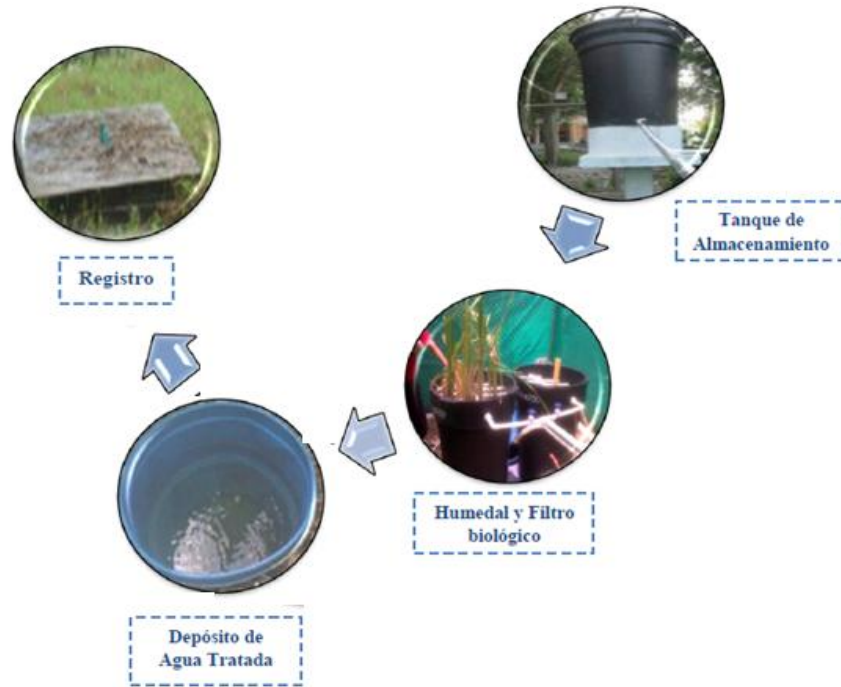 Tanque de
Almacenamiento
Registro
Humedal y Filtro
biológico
Depósito de
Agua Tratada